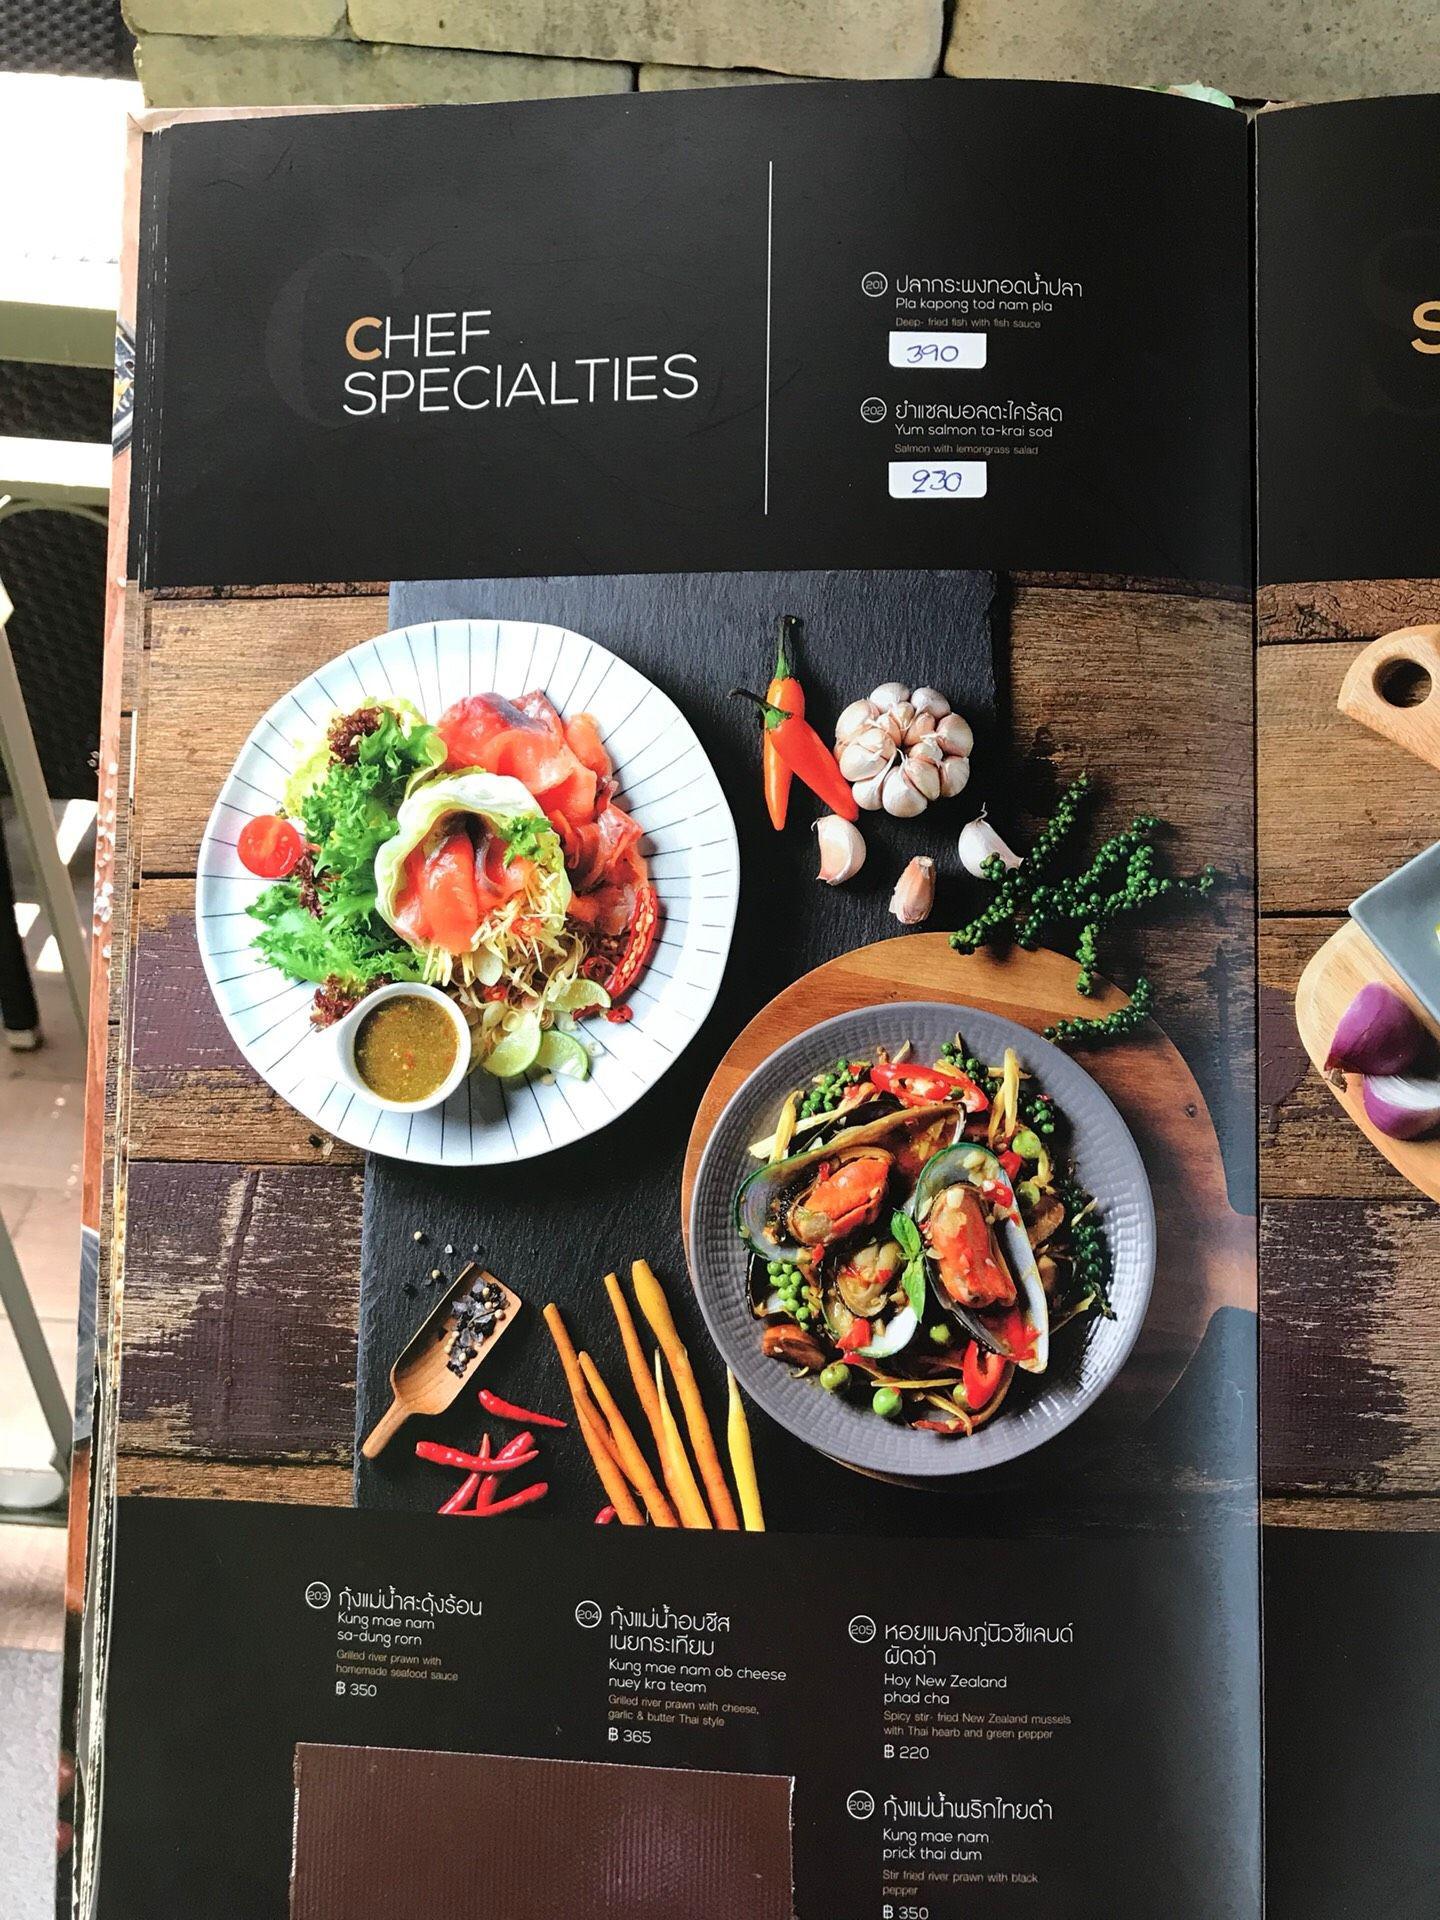 CHEF
SPECIALTIES
201 ปลากระพงทอดน้ำปลา
Pla kapong tod nam pla
Deep- fried fish with fish sauce
390
202 ยำแซลมอลตะไคร้สด
Yum salmon ta-krai sod
Salmon with lemongrass salad
230
203 กุ้งแม่น้ำสะดุ้งร้อน
Kung mae nam
sa-dung rorn
Grilled river prawn with
homemade seafood sauce
฿ 350
204 กุ้งแม่น้ำอบชีส
เนยกระเทียม
Kung mae nam ob cheese
nuey kra team
Grilled river prawn with cheese,
garlic & butter Thai style
฿ 365
205 หอยแมลงภู่นิวซีแลนด์
ผัดฉ่า
Hoy New Zealand
phad cha
Spicy stir- fried New Zealand mussels
with Thai hearb and green pepper
฿ 220
208 กุ้งแม่น้ำพริกไทยดำ
Kung mae nam
prick thai dum
Stir fried river prawn with black
pepper
฿ 350
S